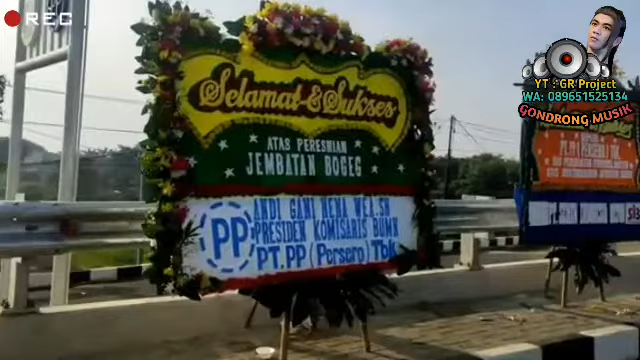 REC
YT : GR Project
WA: 089651525134
GONDRONG MUSIK
Selamat & Sukses
ATAS PERESMIAN
JEMBATAN BOGEG
ANDI GANI NENA WEA.SH
PRESIDEN KOMISARIS BUMN
PP
PT.PP (Persero) Tbk